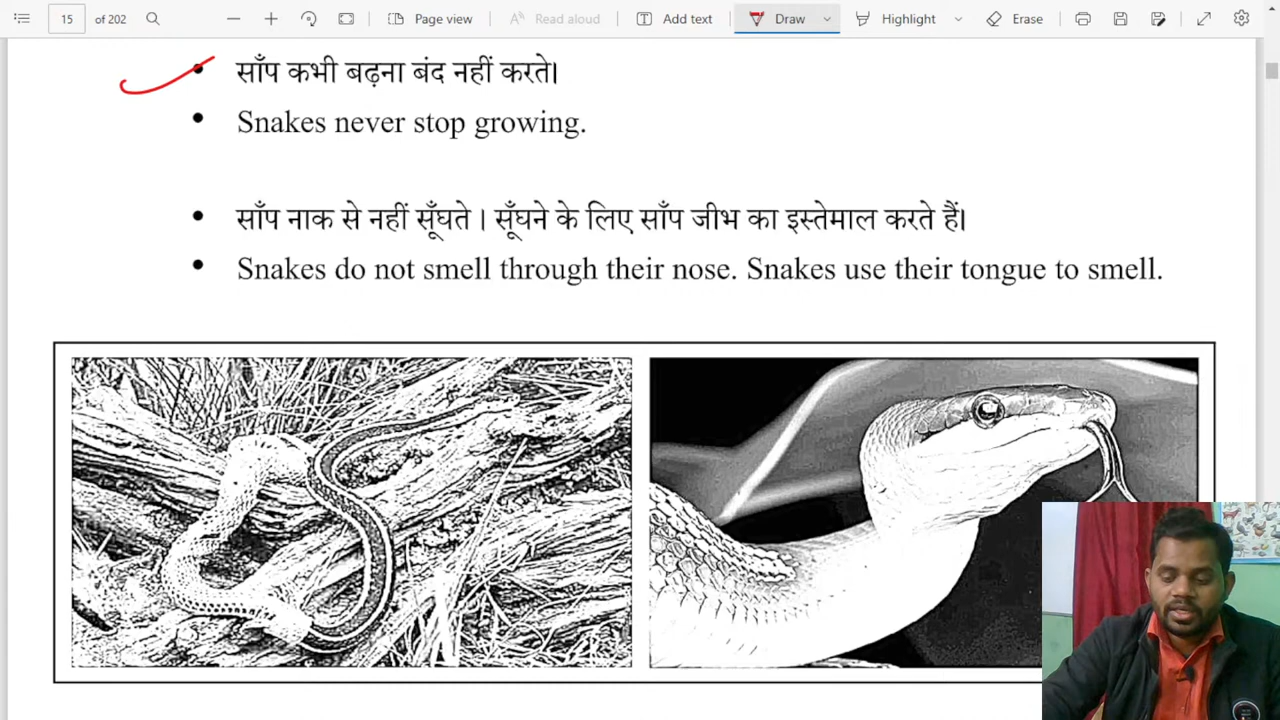 15 of 202 Page view Read aloud Add text Draw Highlight Erase
साँप कभी बढ़ना बंद नहीं करते।
Snakes never stop growing.
साँप नाक से नहीं सूँघते । सूँघने के लिए साँप जीभ का इस्तेमाल करते हैं।
Snakes do not smell through their nose. Snakes use their tongue to smell.